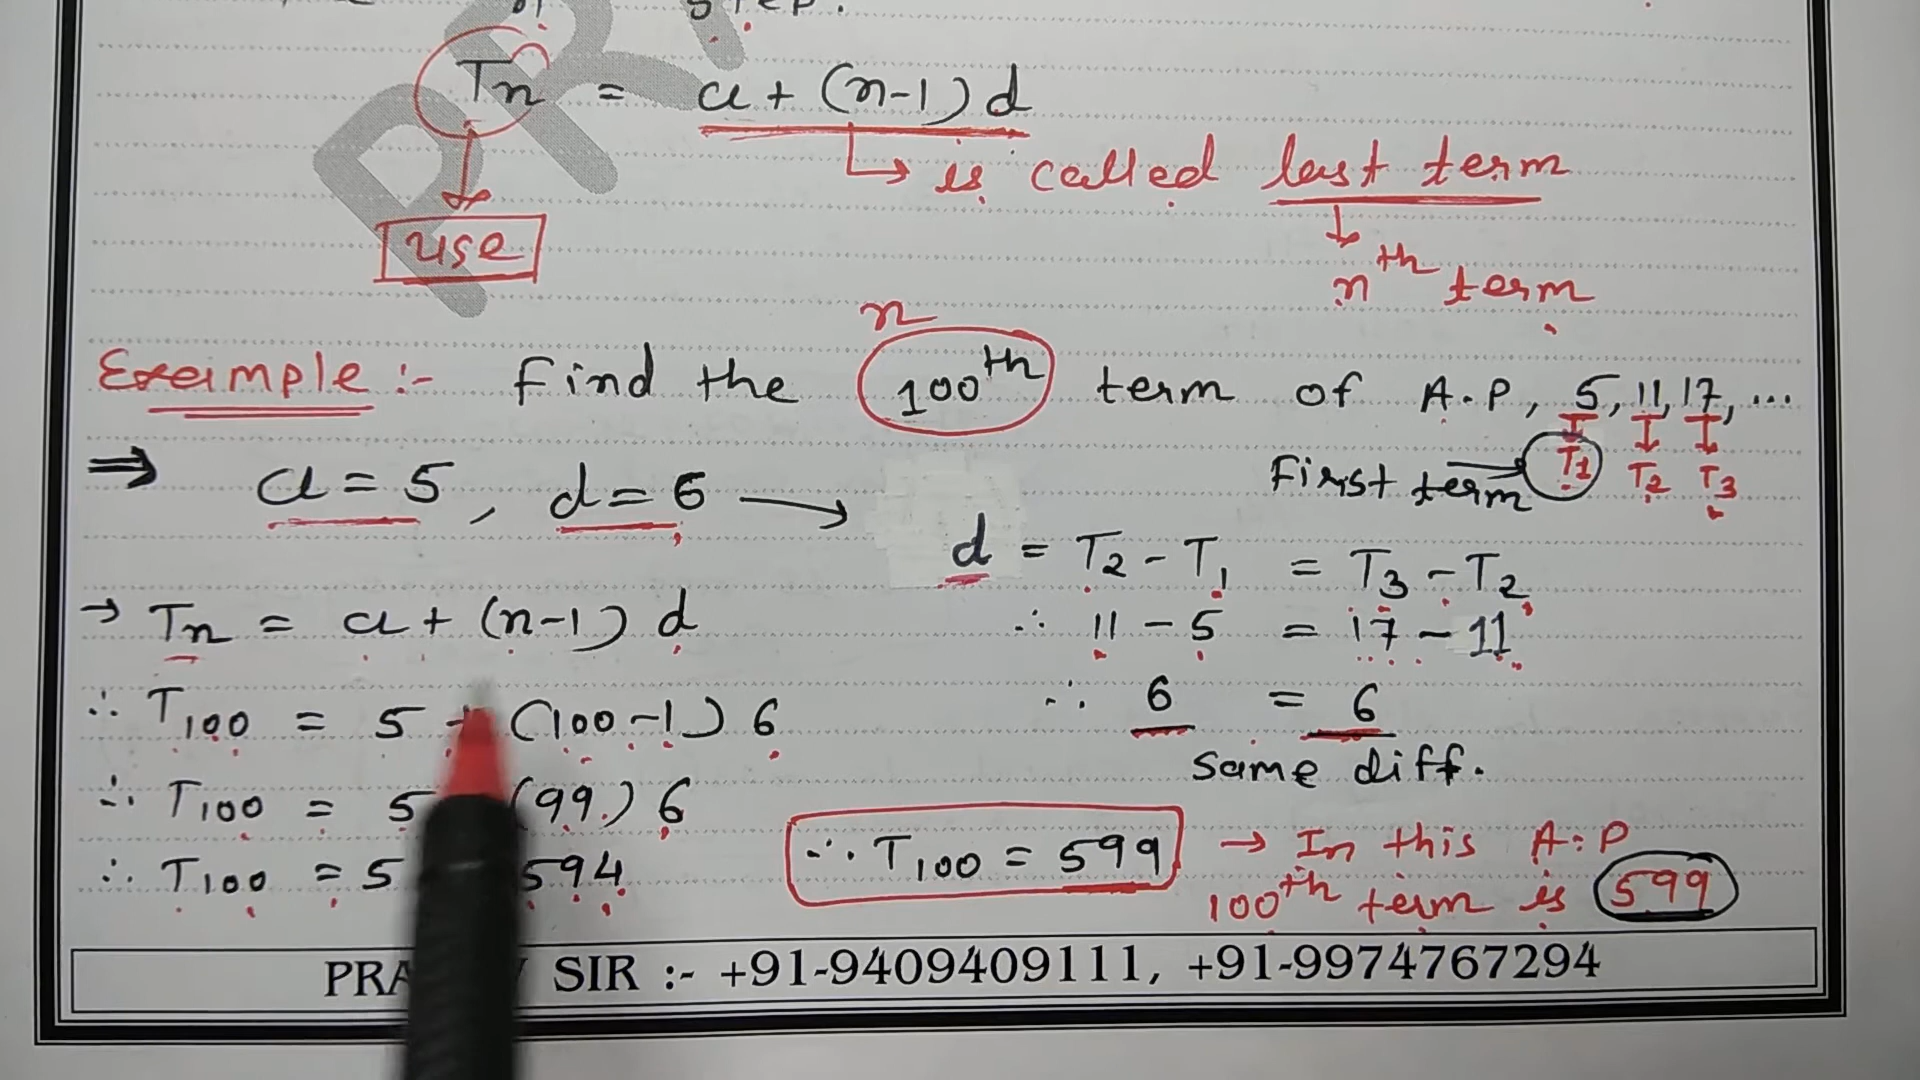 step.
Tn = a + (n-1) d
is called last term
use
nth term
n
Example :- Find the 100th term of A.P, 5, 11, 17, ...
T1 T2 T3
First term
⇒ a = 5, d = 6 →
d = T2 - T1 = T3 - T2
→ Tn = a + (n-1) d
∴ 11 - 5 = 17 - 11
∴ T100 = 5 + (100-1) 6
∴ 6 = 6
Same diff.
∴ T100 = 5 (99) 6
∴ T100 = 5 594
∴ T100 = 599 → In this A.P
100th term is 599
SIR :- +91-9409409111, +91-9974767294